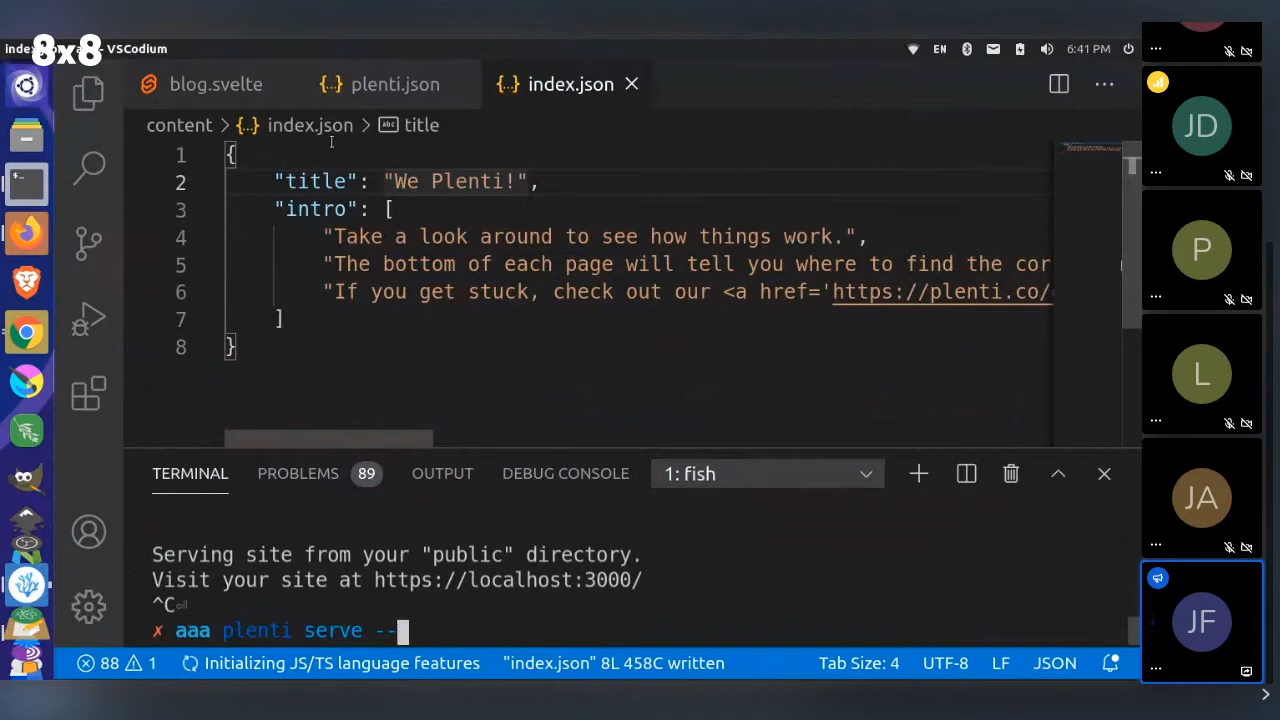 8x8
- VSCodium
EN
6:41 PM
blog.svelte
{..} plenti.json
{..} index.json
content > {..} index.json > abc title
1 {
2 "title": "We Plenti!",
3 "intro": [
4 "Take a look around to see how things work.",
5 "The bottom of each page will tell you where to find the cor
6 "If you get stuck, check out our <a href='https://plenti.co/
7 ]
8 }
TERMINAL PROBLEMS 89 OUTPUT DEBUG CONSOLE 1: fish
Serving site from your "public" directory.
Visit your site at https://localhost:3000/
^C⏎
✗ aaa plenti serve --
88 1 Initializing JS/TS language features "index.json" 8L 458C written Tab Size: 4 UTF-8 LF JSON
JD
P
L
JA
JF